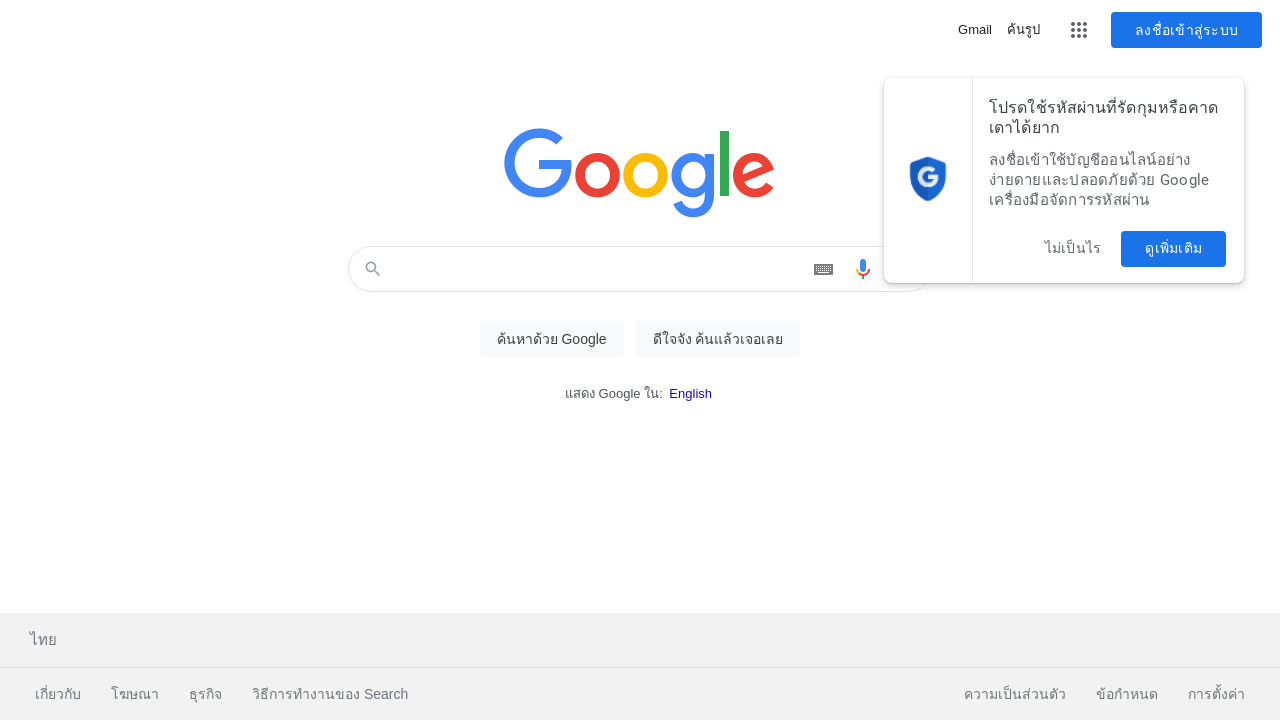 Gmail ค้นรูป ลงชื่อเข้าสู่ระบบ
โปรดใช้รหัสผ่านที่รัดกุมหรือคาด
เดาได้ยาก
ลงชื่อเข้าใช้บัญชีออนไลน์อย่าง
ง่ายดายและปลอดภัยด้วย Google
เครื่องมือจัดการรหัสผ่าน
ไม่เป็นไร ดูเพิ่มเติม
Google
ค้นหาด้วย Google ดีใจจัง ค้นแล้วเจอเลย
แสดง Google ใน: English
ไทย
เกี่ยวกับ โฆษณา ธุรกิจ วิธีการทำงานของ Search ความเป็นส่วนตัว ข้อกำหนด การตั้งค่า